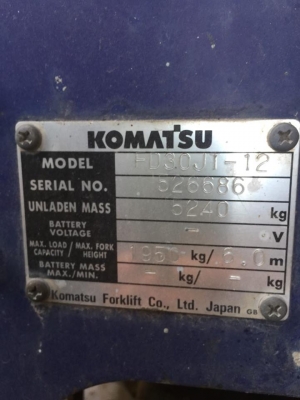 KOMATSU
MODEL FD30JT-12
SERIAL NO. 526686
UNLADEN MASS 5240 kg
BATTERY VOLTAGE - V
MAX. LOAD / MAX. FORK
CAPACITY / HEIGHT kg/ m
BATTERY MASS
MAX./MIN. - kg/ - kg
Komatsu Forklift Co., Ltd. Japan GB